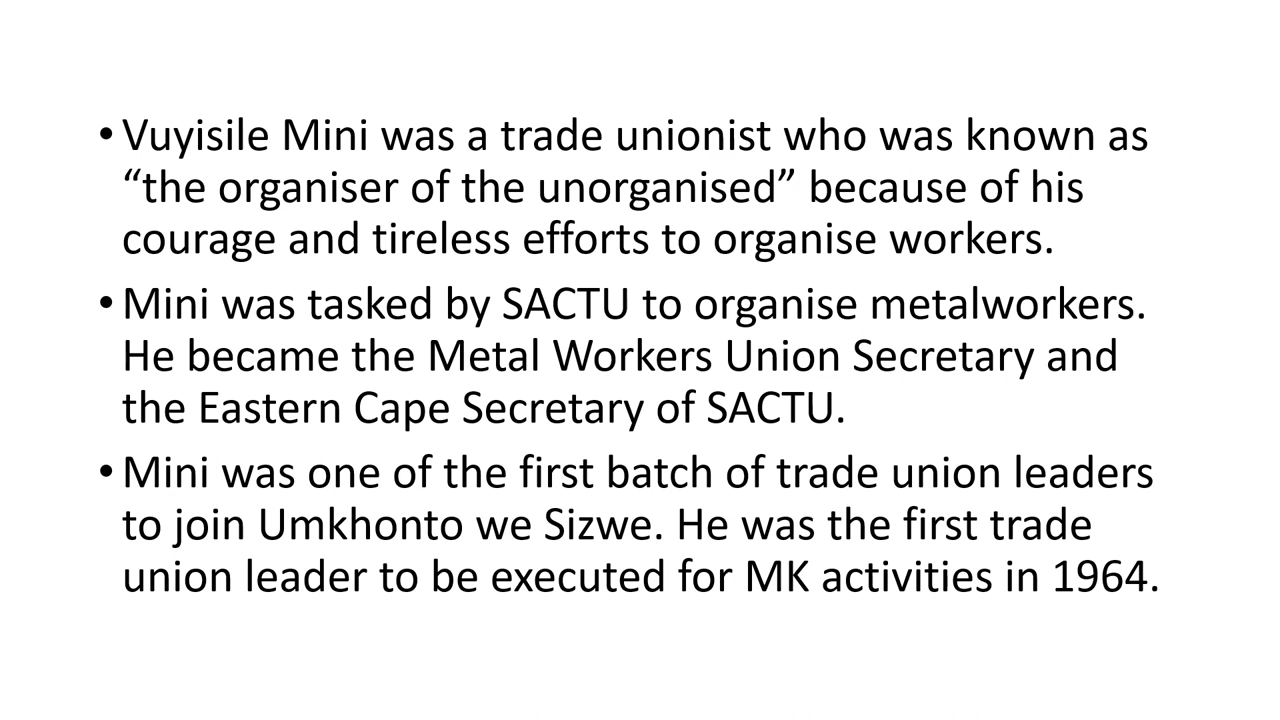 • Vuyisile Mini was a trade unionist who was known as
“the organiser of the unorganised” because of his
courage and tireless efforts to organise workers.
• Mini was tasked by SACTU to organise metalworkers.
He became the Metal Workers Union Secretary and
the Eastern Cape Secretary of SACTU.
• Mini was one of the first batch of trade union leaders
to join Umkhonto we Sizwe. He was the first trade
union leader to be executed for MK activities in 1964.